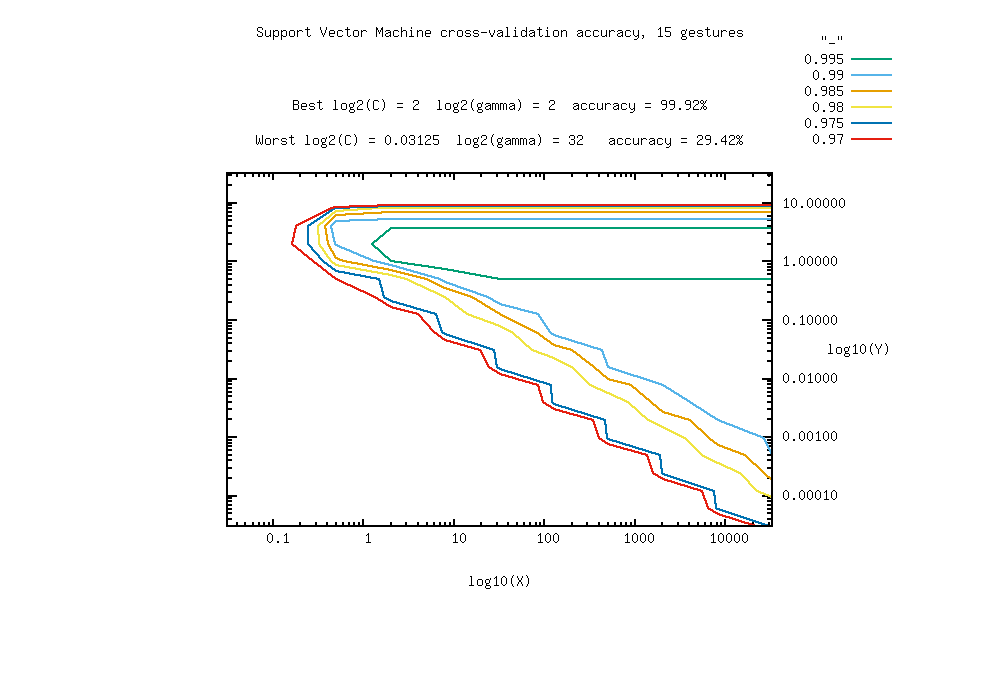 Support Vector Machine cross-validation accuracy, 15 gestures
"_"
0.995
0.99
0.985
0.98
0.975
0.97
Best log2(C) = 2  log2(gamma) = 2  accuracy = 99.92%
Worst log2(C) = 0.03125  log2(gamma) = 32   accuracy = 29.42%
10.00000
1.00000
0.10000
log10(Y)
0.01000
0.00100
0.00010
0.1 1 10 100 1000 10000
log10(X)